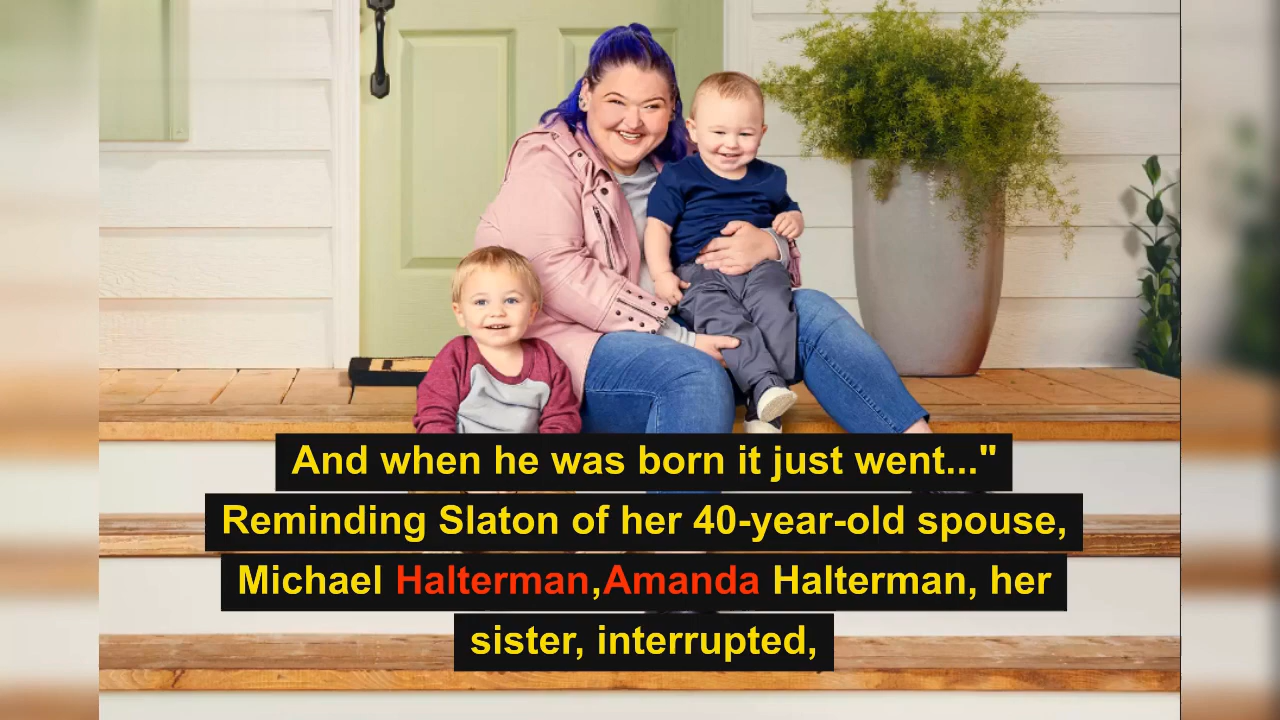 And when he was born it just went..."
Reminding Slaton of her 40-year-old spouse,
Michael Halterman,Amanda Halterman, her
sister, interrupted,